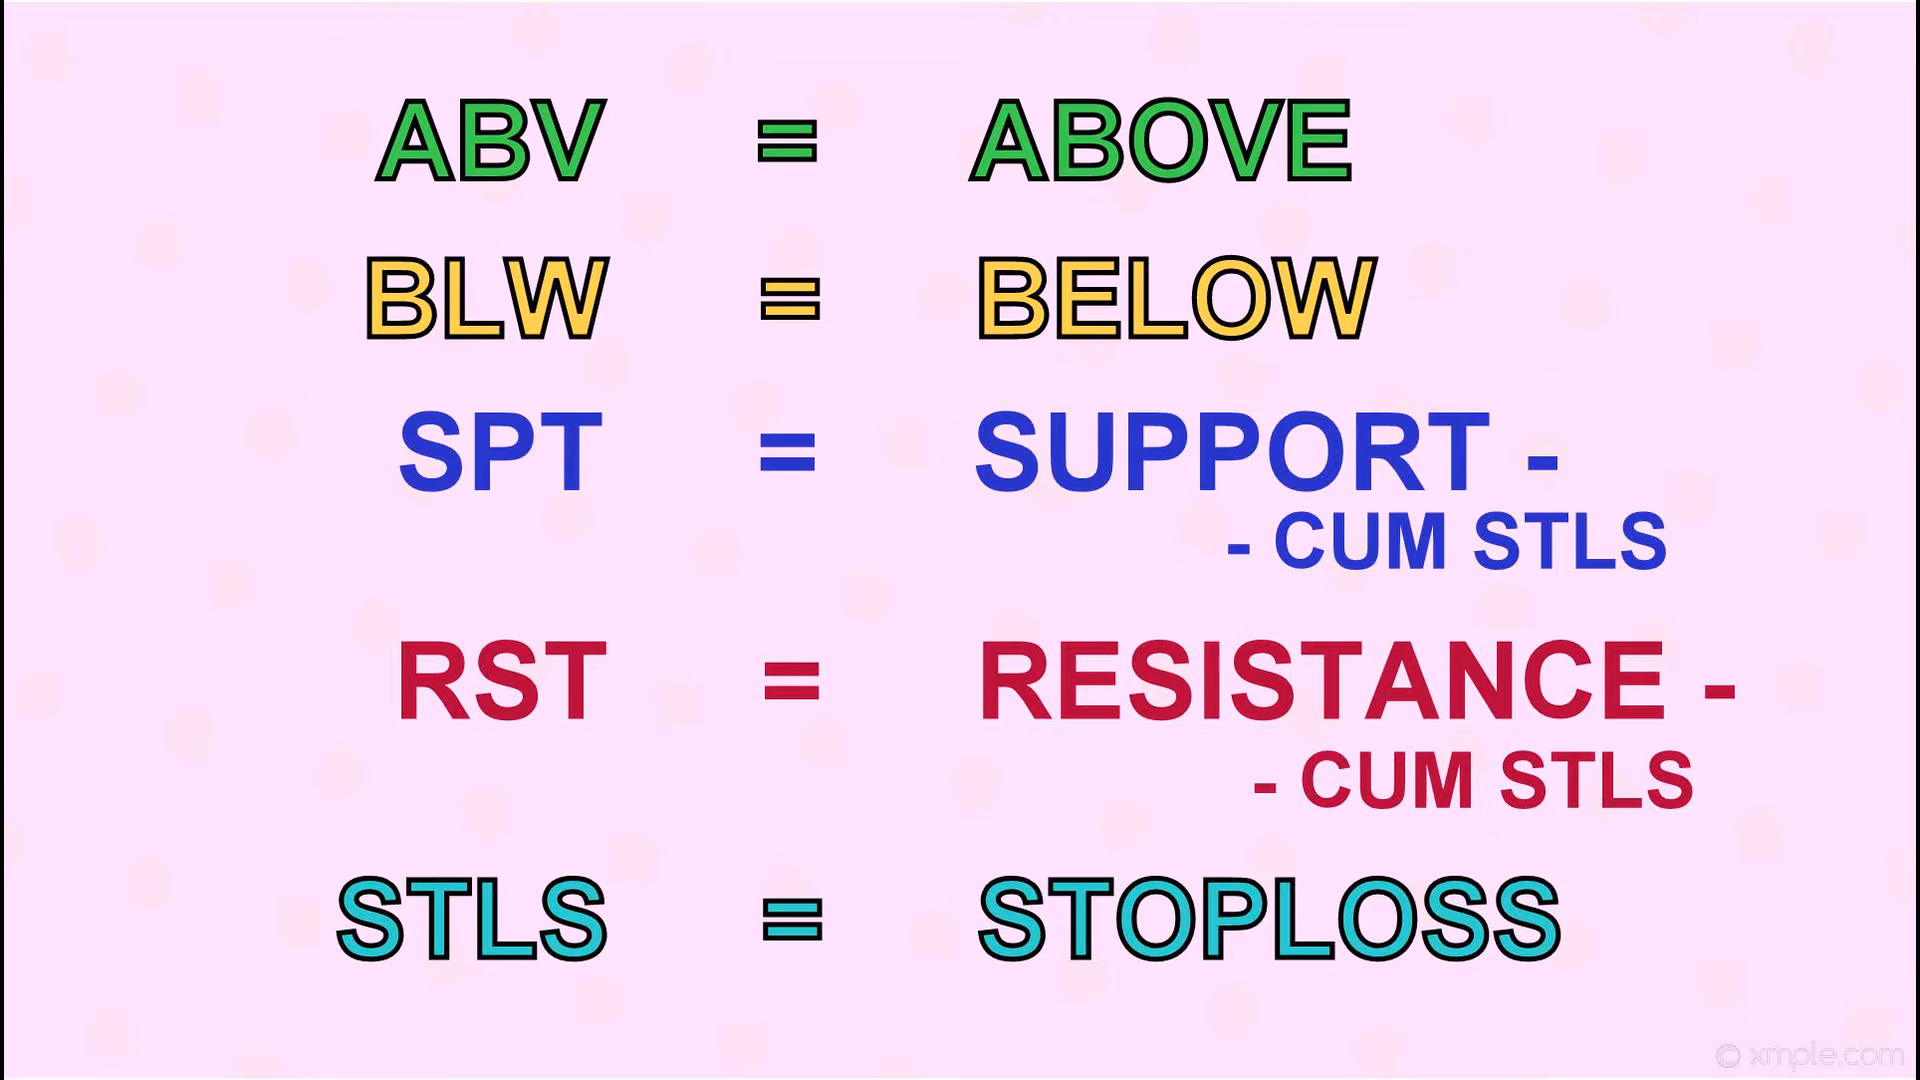 ABV = ABOVE
BLW = BELOW
SPT = SUPPORT -
- CUM STLS
RST = RESISTANCE -
- CUM STLS
STLS = STOPLOSS
© xmple.com